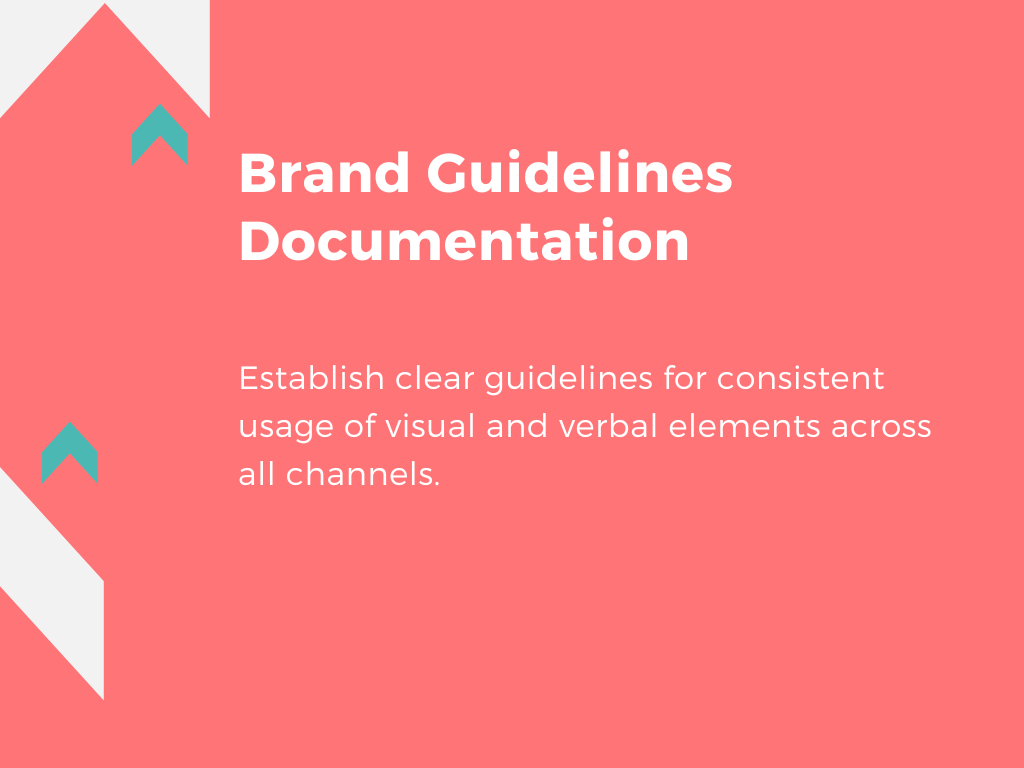 Brand Guidelines
Documentation
Establish clear guidelines for consistent
usage of visual and verbal elements across
all channels.